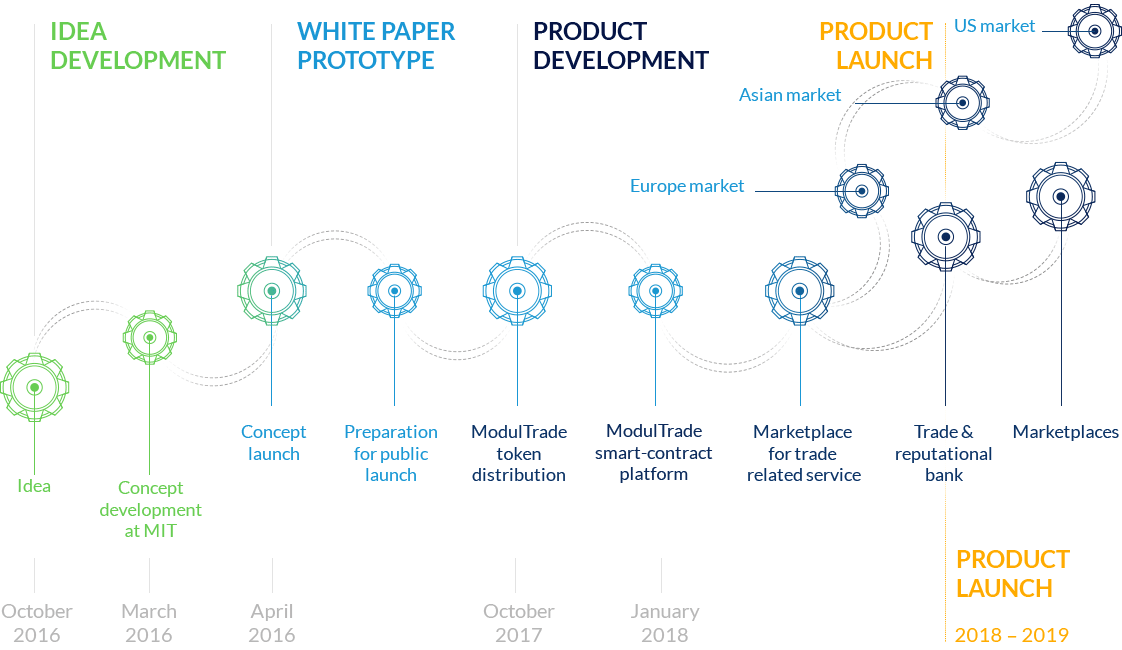 IDEA
DEVELOPMENT
WHITE PAPER
PROTOTYPE
PRODUCT
DEVELOPMENT
PRODUCT
LAUNCH
US market
Asian market
Europe market
Idea
Concept
development
at MIT
Concept
launch
Preparation
for public
launch
ModulTrade
token
distribution
ModulTrade
smart-contract
platform
Marketplace
for trade
related service
Trade &
reputational
bank
Marketplaces
PRODUCT
LAUNCH
October
2016
March
2016
April
2016
October
2017
January
2018
2018 – 2019